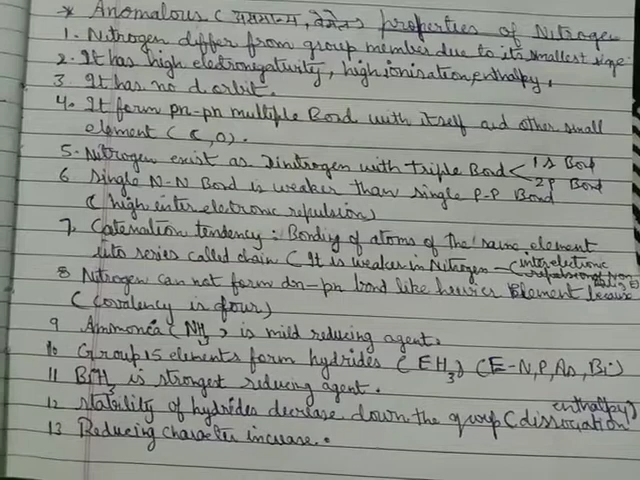 * Anomalous (असामान्य, बेमेल) properties of Nitrogen
1. Nitrogen differ from group member due to its smallest size.
2. It has high electronegativity, high ionisation, enthalpy,
3. It has no d orbit.
4. It form pπ-pπ multiple Bond with itself and other small
element (C, O).
5. Nitrogen exist as Dinitrogen with triple Bond < 1 s Bond
2 p Bond
6 Single N-N Bond is weaker than single P-P Bond
(high inter electronic repulsion)
7, Catenation tendency: Bonding of atoms of the same element
into series called chain ( It is weaker in Nitrogen - (inter electronic
repulsion of non
8 Nitrogen can not form dπ-pπ bond like heavier Element because
(Covalency is four)
9 Ammonia (NH3) is mild reducing agent.
10 Group 15 elements form hydrides (EH3) (E-N,P,As,Bi)
11 BiH3 is strongest reducing agent.
12 Stability of hydrides decrease down the group (dissociation
enthalpy)
13 Reducing character increase.